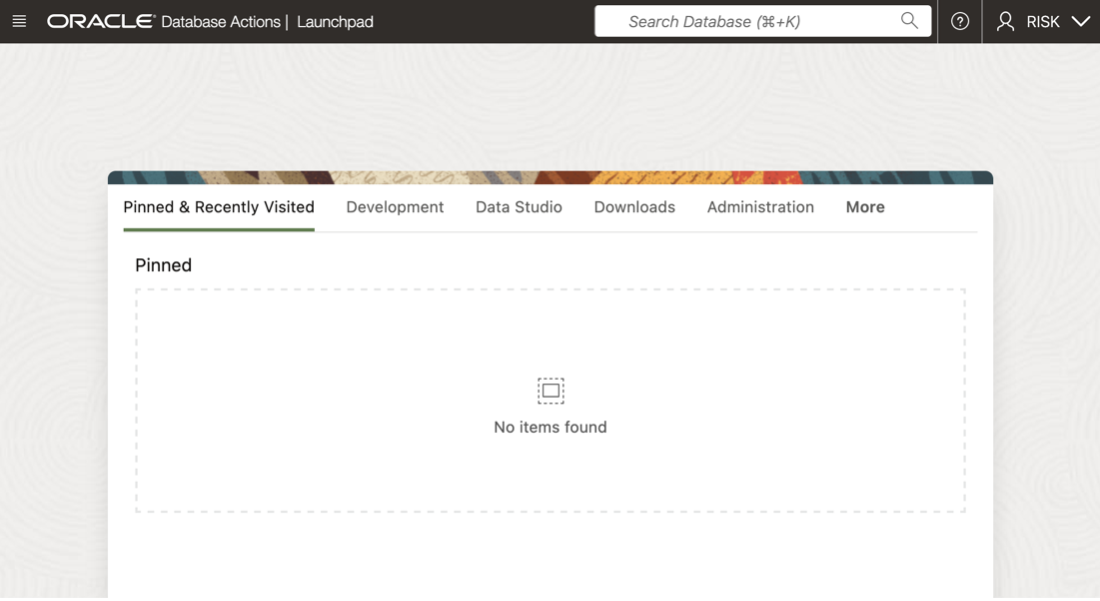 ORACLE® Database Actions | Launchpad Search Database (⌘+K) RISK
Pinned & Recently Visited Development Data Studio Downloads Administration More
Pinned
No items found